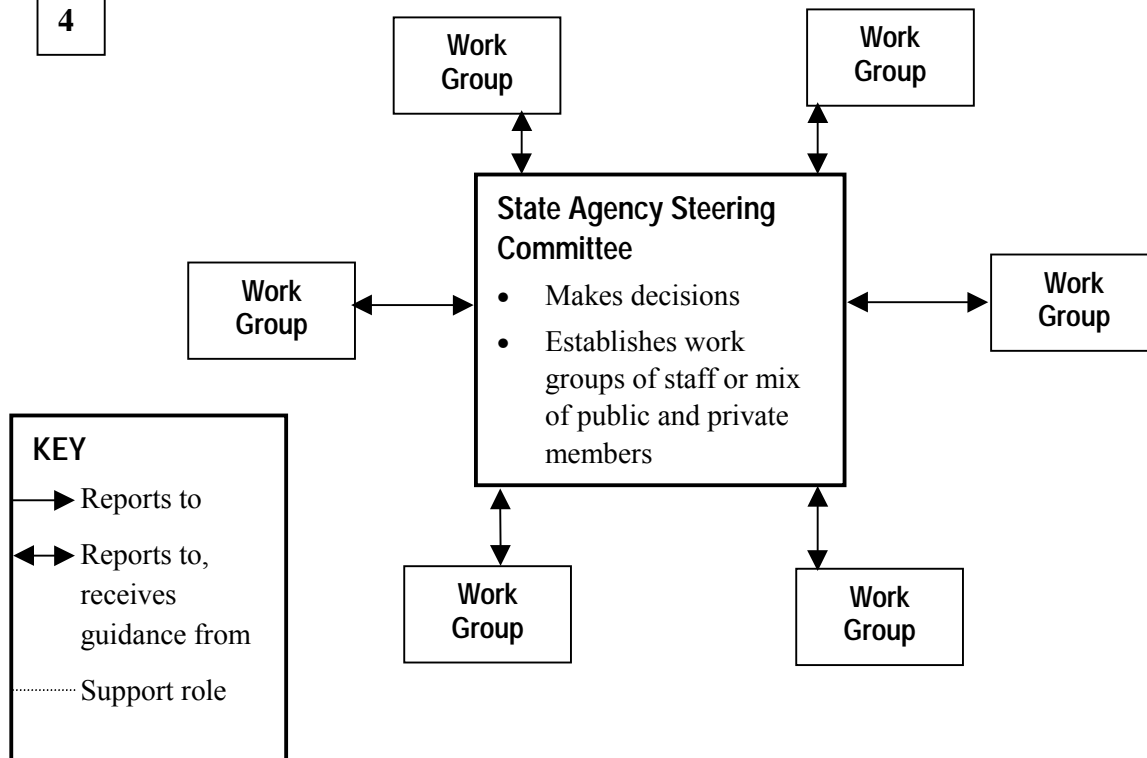 4
Work
Group
Work
Group
State Agency Steering
Committee
• Makes decisions
• Establishes work
groups of staff or mix
of public and private
members
Work
Group
Work
Group
KEY
Reports to
Reports to,
receives
guidance from
Support role
Work
Group
Work
Group